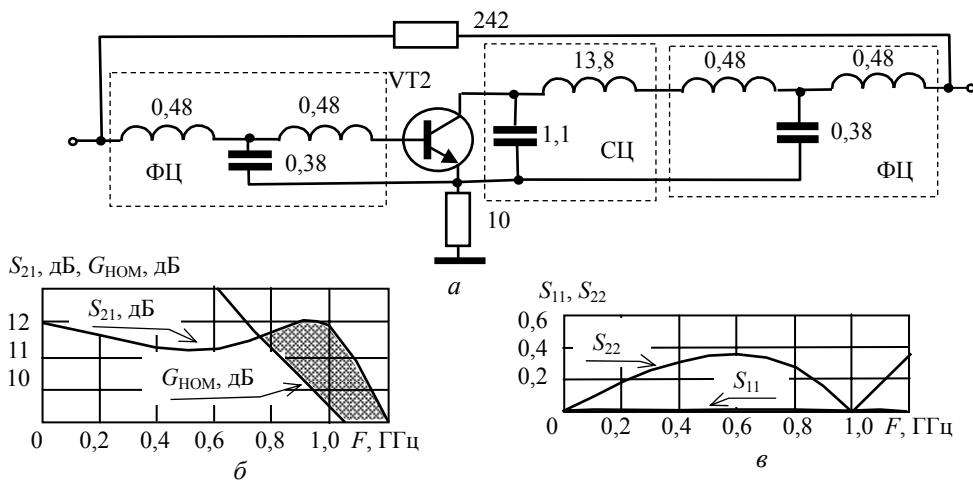 242
VT2
0,48
0,48
0,38
ФЦ
13,8
1,1
СЦ
0,48
0,48
0,38
ФЦ
10
а
S21, дБ, GНОМ, дБ
12
11
10
S21, дБ
GНОМ, дБ
0 0,2 0,4 0,6 0,8 1,0 F, ГГц
б
S11, S22
0,6
0,4
0,2
S22
S11
0 0,2 0,4 0,6 0,8 1,0 F, ГГц
в